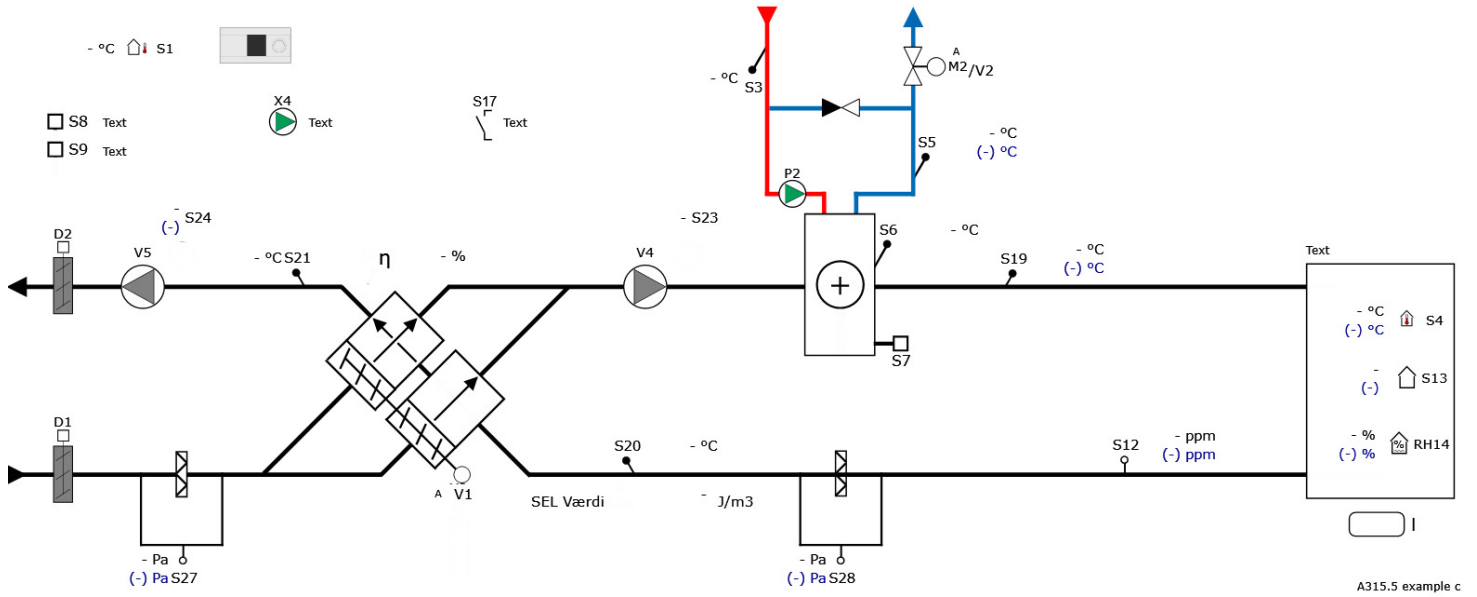 - °C S1
S8 Text
S9 Text
X4
Text
S17
Text
- °C
S3
A
M2/V2
S5
- °C
(-) °C
P2
D2
-
(-) S24
V5
- °C S21
η
- %
- S23
V4
S6
- °C
S19
- °C
(-) °C
S7
Text
- °C
(-) °C
S4
-
(-)
S13
- %
(-) %
%
RH14
D1
A V1
S20
- °C
SEL Værdi
- J/m3
S12
- ppm
(-) ppm
- Pa
(-) Pa S27
- Pa
(-) Pa S28
I
A315.5 example c